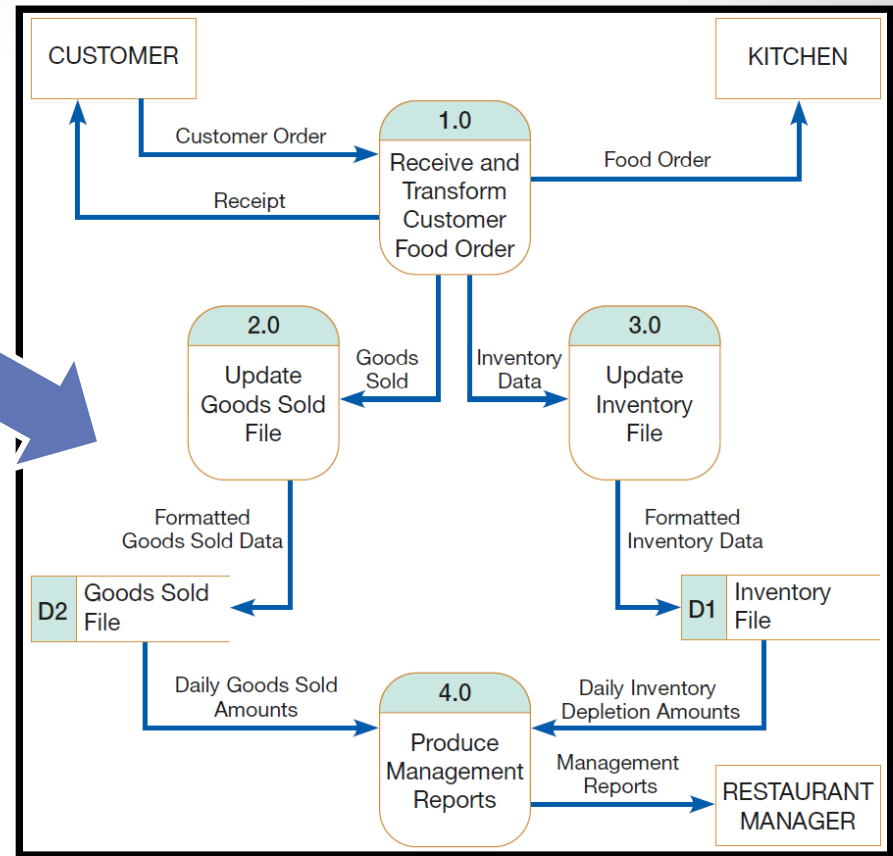 CUSTOMER
KITCHEN
1.0
Receive and
Transform
Customer
Food Order
Customer Order
Food Order
Receipt
2.0
Update
Goods Sold
File
Goods
Sold
Inventory
Data
3.0
Update
Inventory
File
Formatted
Goods Sold Data
Formatted
Inventory Data
D2
Goods Sold
File
D1
Inventory
File
Daily Goods Sold
Amounts
4.0
Produce
Management
Reports
Daily Inventory
Depletion Amounts
Management
Reports
RESTAURANT
MANAGER